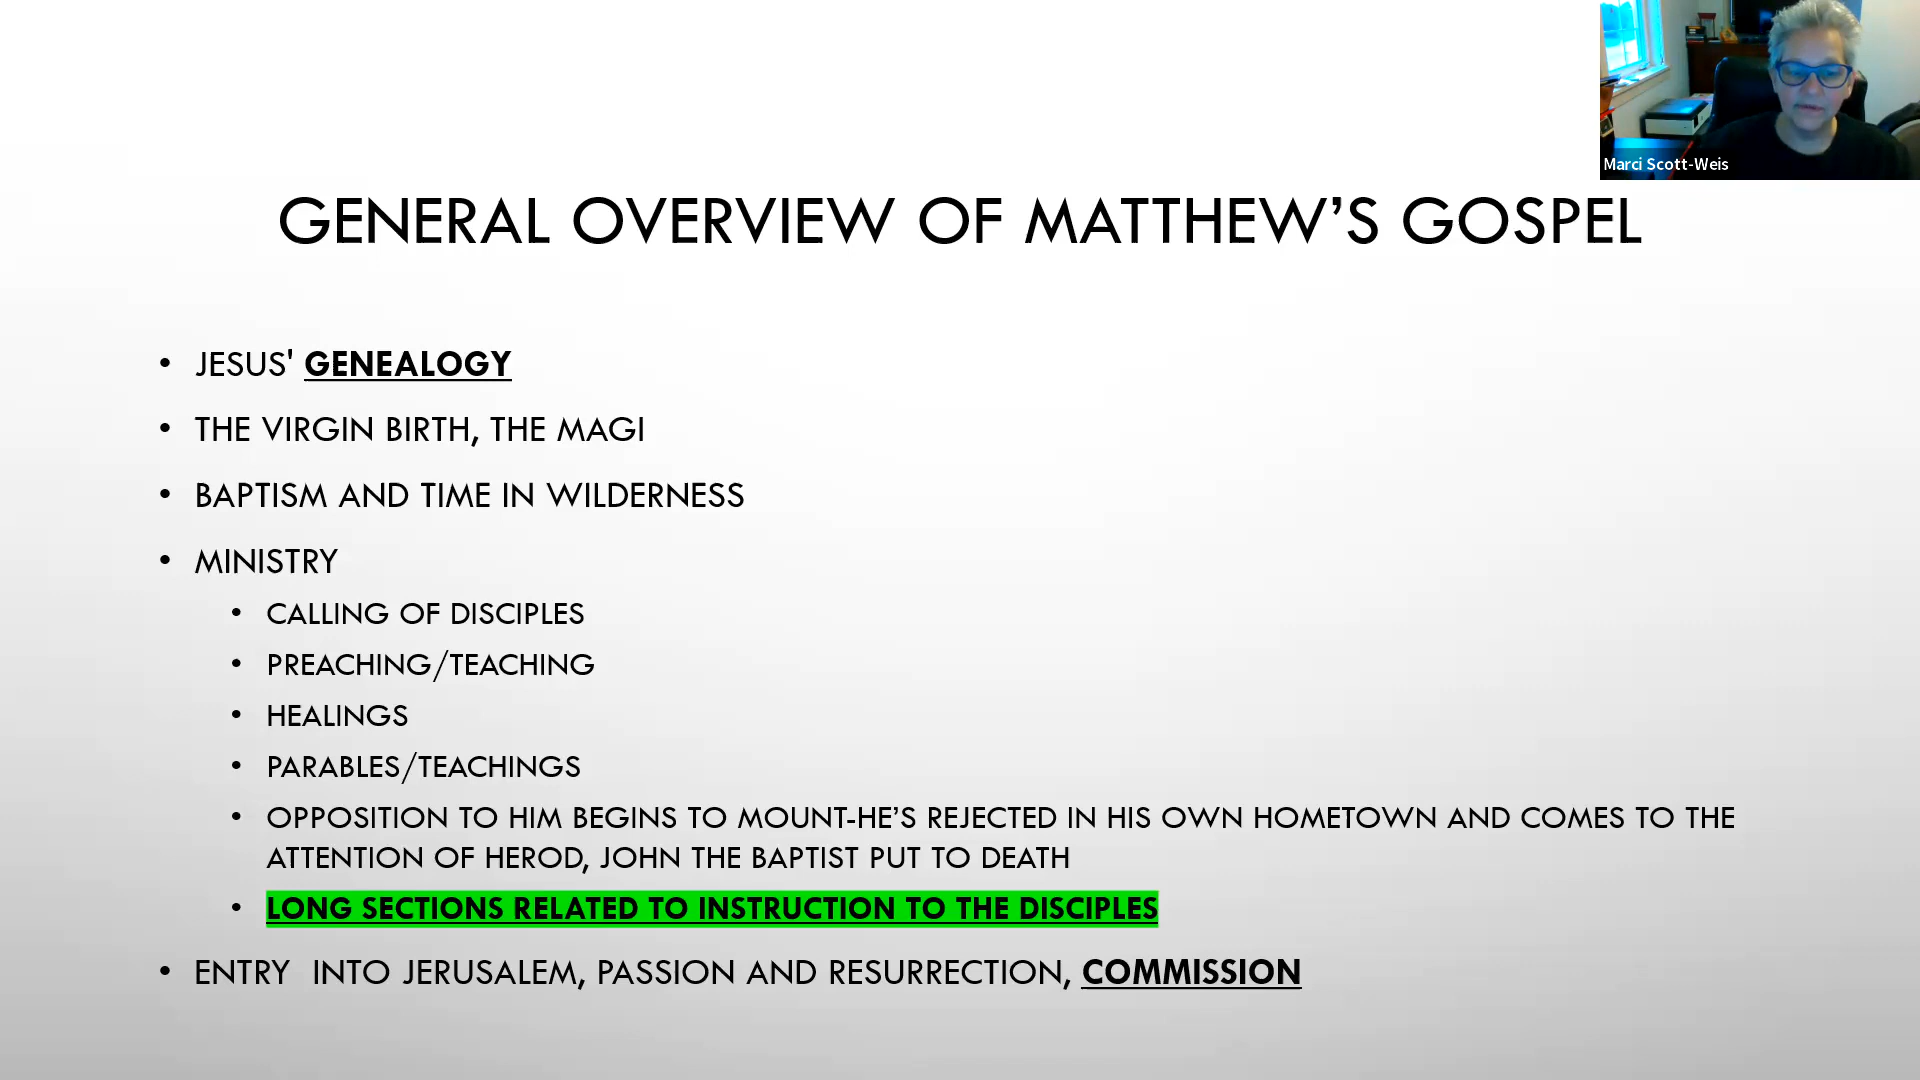 Marci Scott-Weis
GENERAL OVERVIEW OF MATTHEW’S GOSPEL
• JESUS' GENEALOGY
• THE VIRGIN BIRTH, THE MAGI
• BAPTISM AND TIME IN WILDERNESS
• MINISTRY
• CALLING OF DISCIPLES
• PREACHING/TEACHING
• HEALINGS
• PARABLES/TEACHINGS
• OPPOSITION TO HIM BEGINS TO MOUNT-HE’S REJECTED IN HIS OWN HOMETOWN AND COMES TO THE
ATTENTION OF HEROD, JOHN THE BAPTIST PUT TO DEATH
• LONG SECTIONS RELATED TO INSTRUCTION TO THE DISCIPLES
• ENTRY  INTO JERUSALEM, PASSION AND RESURRECTION, COMMISSION